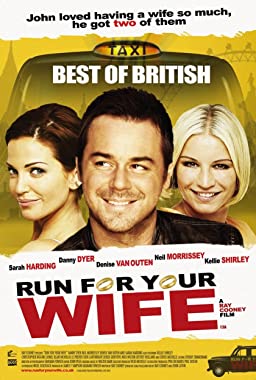 John loved having a wife so much,
he got two of them.
TAXI
BEST OF BRITISH
Sarah HARDING
Danny DYER
Denise VAN OUTEN
Neil MORRISSEY
Kellie SHIRLEY
RUN FOR YOUR
WIFE
A
RAY COONEY
FILM